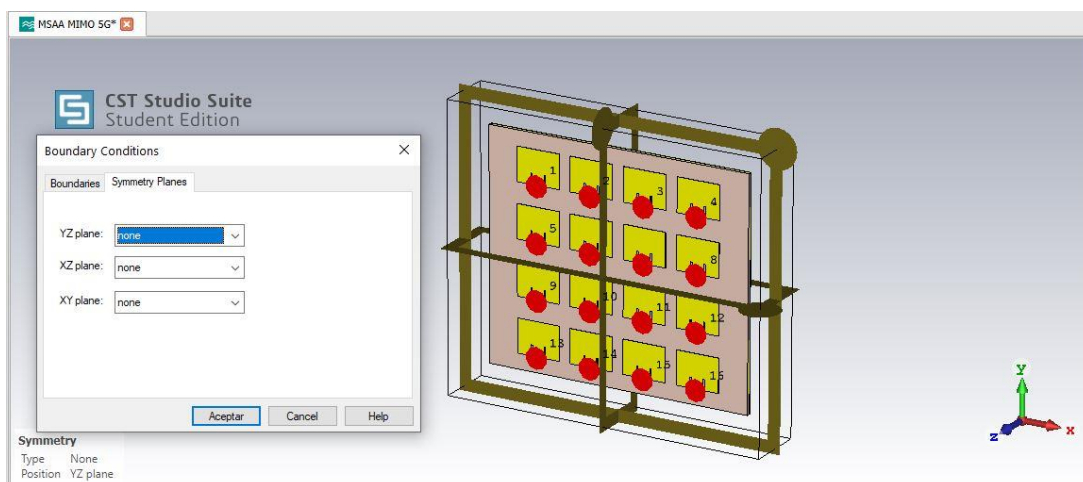 MSAA MIMO 5G*
CST Studio Suite
Student Edition
Boundary Conditions
Boundaries Symmetry Planes
YZ plane: none
XZ plane: none
XY plane: none
Aceptar Cancel Help
Symmetry
Type None
Position YZ plane
1 2 3 4
5 8
9 10 11 12
13 14 15 16
y
z x